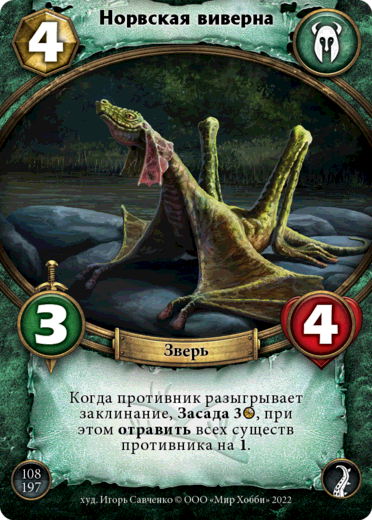 Норвская виверна
4
3
4
Зверь
Когда противник разыгрывает
заклинание, Засада 3, при
этом отравить всех существ
противника на 1.
108
197
худ. Игорь Савченко © ООО «Мир Хобби» 2022